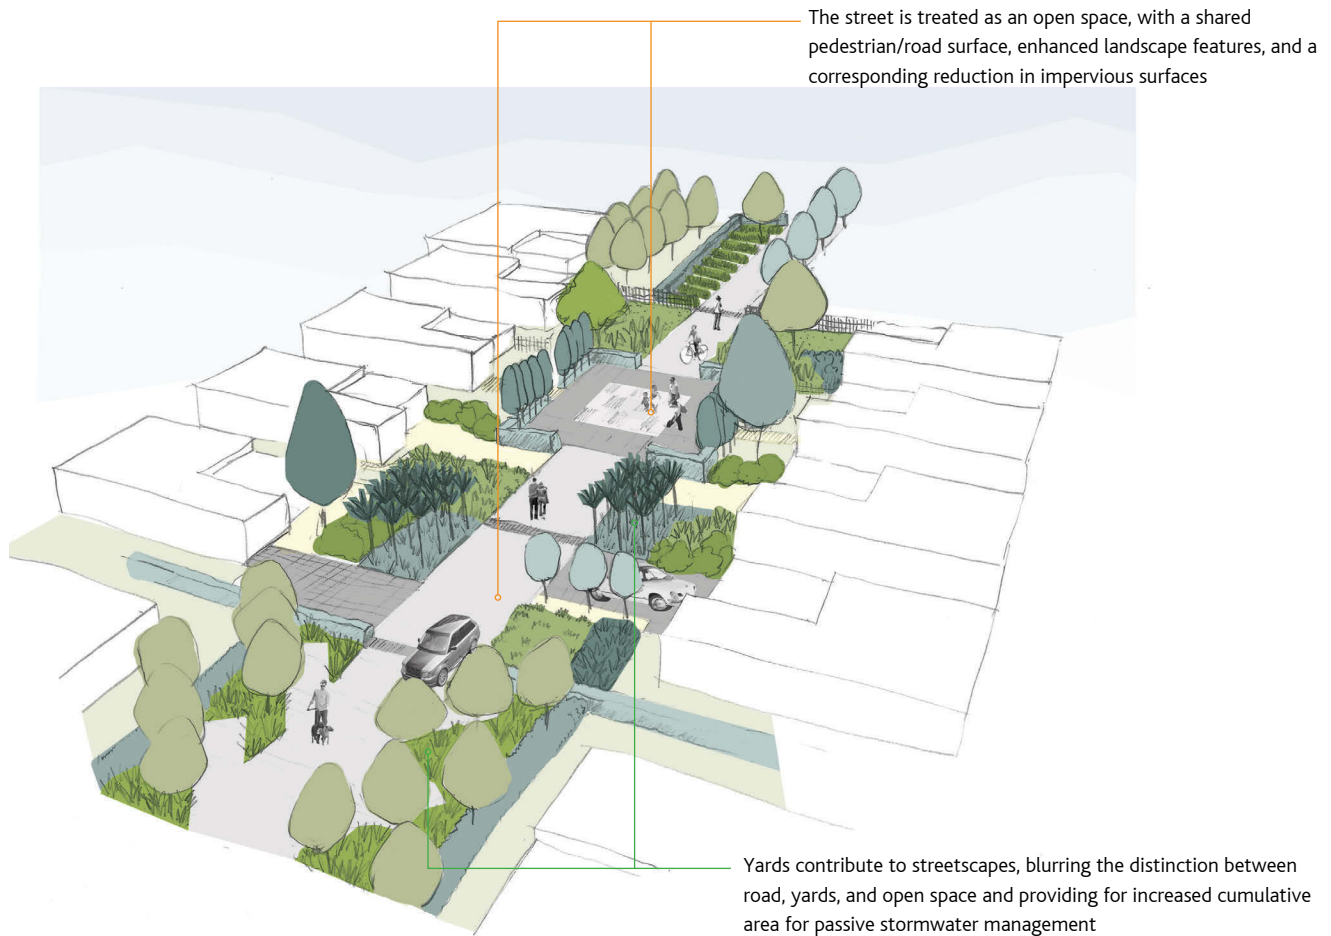 The street is treated as an open space, with a shared
pedestrian/road surface, enhanced landscape features, and a
corresponding reduction in impervious surfaces
Yards contribute to streetscapes, blurring the distinction between
road, yards, and open space and providing for increased cumulative
area for passive stormwater management